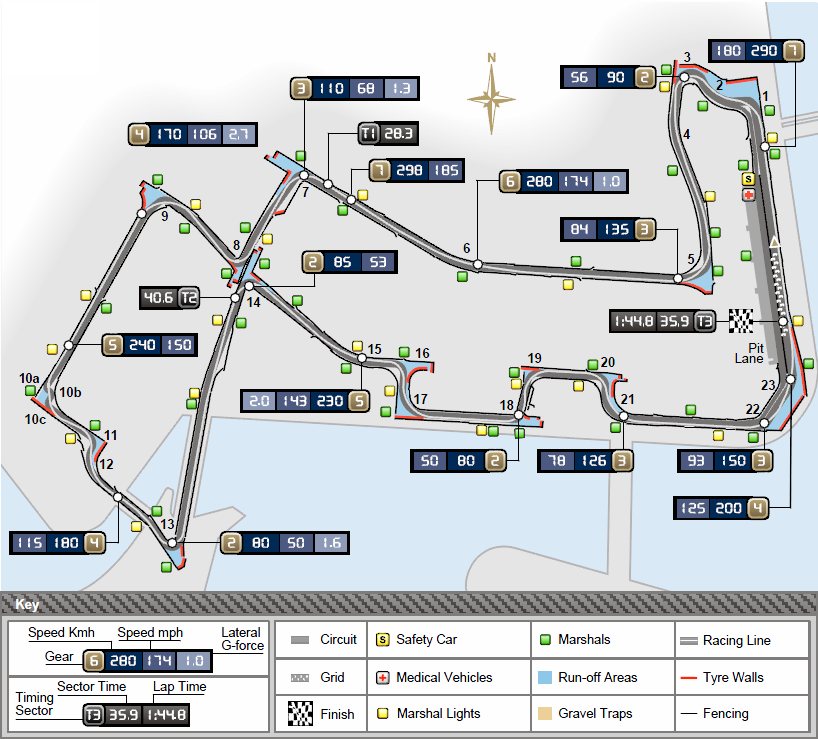 N
3
180 290 7
56 90 2
2
1
3 110 68 1.3
4 170 106 2.7
T1 28.3
4
7 298 185
7
6 280 174 1.0
S
9
84 135 3
8
6
5
2 85 53
40.6 T2
14
1:44.8 35.9 T3
5 240 150
15
16
19
20
Pit
Lane
10a
10b
23
2.0 143 230 5
17
18
21
22
10c
11
12
50 80 2
78 126 3
93 150 3
125 200 4
13
115 180 4
2 80 50 1.6
Key
Speed Kmh
Speed mph
Lateral
G-force
Gear
6 280 174 1.0
Sector Time
Lap Time
Timing
Sector
T3 35.9 1:44.8
Circuit
S Safety Car
Marshals
Racing Line
Grid
Medical Vehicles
Run-off Areas
Tyre Walls
Finish
Marshal Lights
Gravel Traps
Fencing